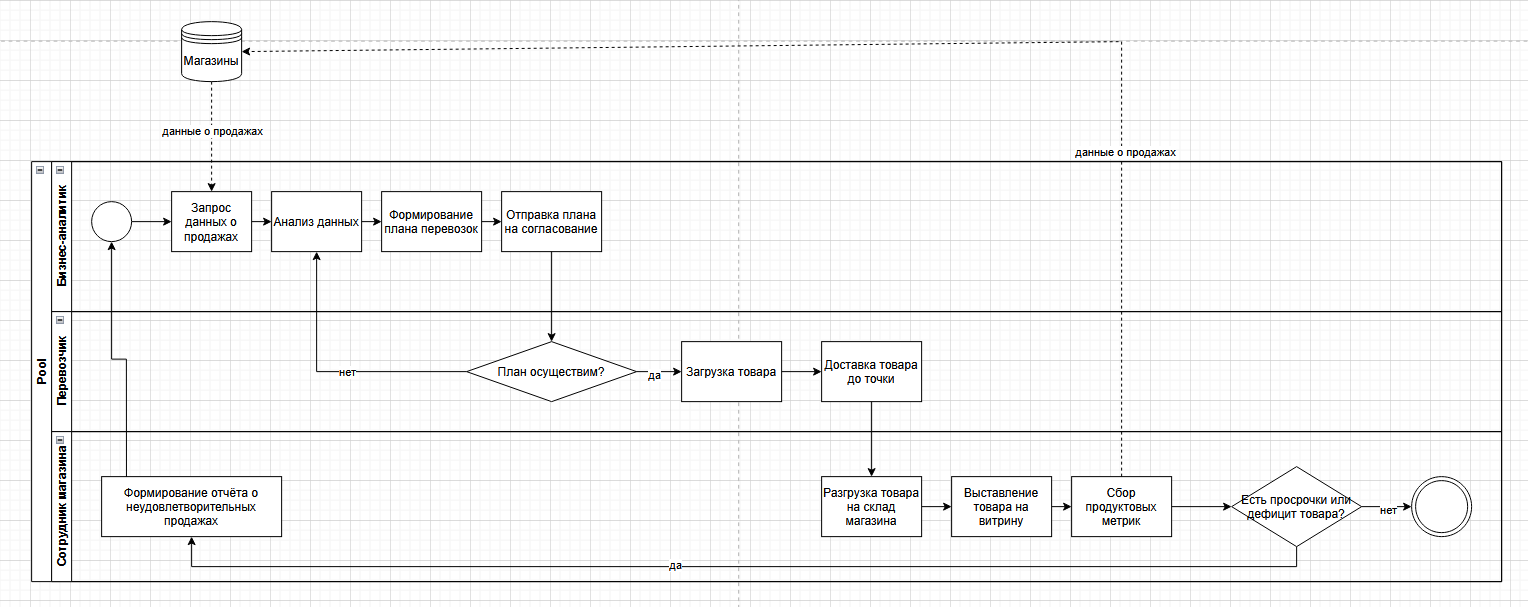 Магазины
данные о продажах
данные о продажах
Pool
Бизнес-аналитик
Запрос
данных о
продажах
Анализ данных
Формирование
плана перевозок
Отправка плана
на согласование
Перевозчик
нет
План осуществим?
да
Загрузка товара
Доставка товара
до точки
Сотрудник магазина
Формирование отчёта о
неудовлетворительных
продажах
Разгрузка товара
на склад
магазина
Выставление
товара на
витрину
Сбор
продуктовых
метрик
Есть просрочки или
дефицит товара?
нет
да